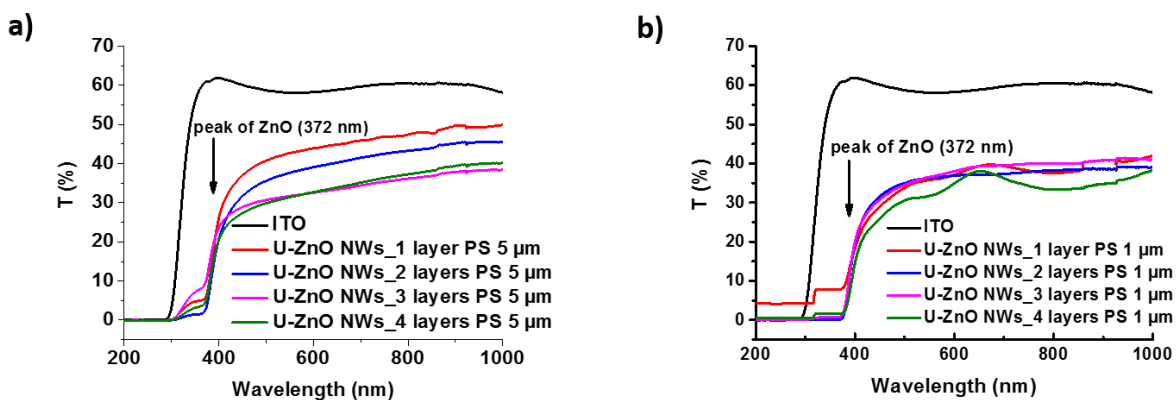 a)
70
60
50
40
30
20
10
0
T (%)
peak of ZnO (372 nm)
ITO
U-ZnO NWs_1 layer PS 5 µm
U-ZnO NWs_2 layers PS 5 µm
U-ZnO NWs_3 layers PS 5 µm
U-ZnO NWs_4 layers PS 5 µm
200 400 600 800 1000
Wavelength (nm)
b)
70
60
50
40
30
20
10
0
T (%)
peak of ZnO (372 nm)
ITO
U-ZnO NWs_1 layer PS 1 µm
U-ZnO NWs_2 layers PS 1 µm
U-ZnO NWs_3 layers PS 1 µm
U-ZnO NWs_4 layers PS 1 µm
200 400 600 800 1000
Wavelength (nm)